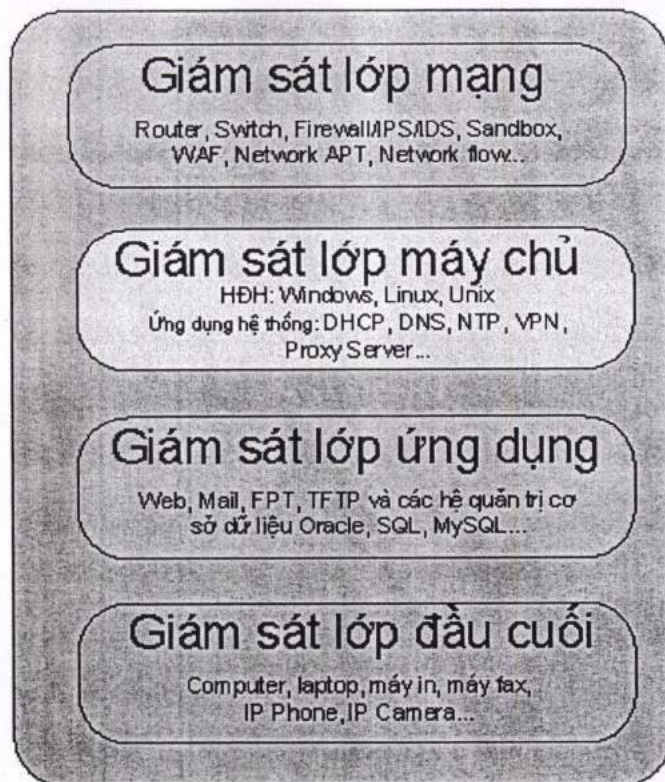 Giám sát lớp mạng
Router, Switch, Firewall/IPS/IDS, Sandbox,
WAF, Network APT, Network flow...
Giám sát lớp máy chủ
HĐH: Windows, Linux, Unix
Ứng dụng hệ thống: DHCP, DNS, NTP, VPN,
Proxy Server...
Giám sát lớp ứng dụng
Web, Mail, FPT, TFTP và các hệ quản trị cơ
sở dữ liệu Oracle, SQL, MySQL...
Giám sát lớp đầu cuối
Computer, laptop, máy in, máy fax,
IP Phone, IP Camera...